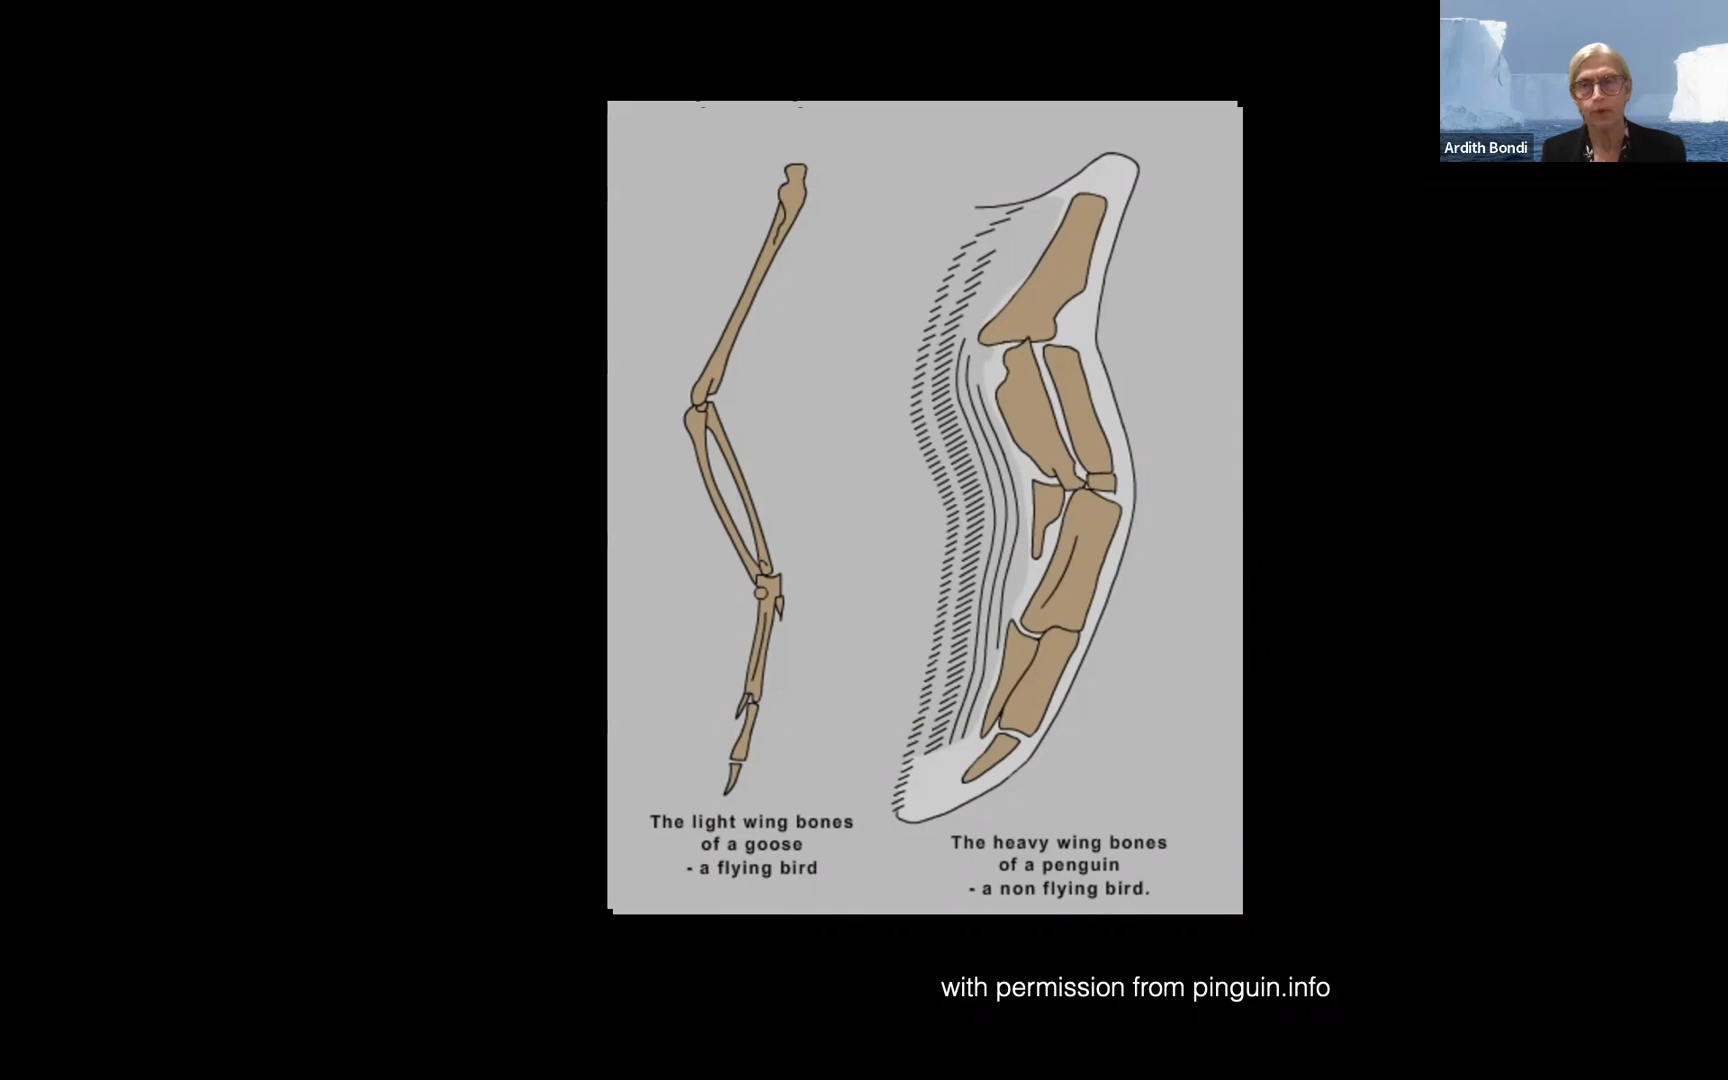 Ardith Bondi
The light wing bones
of a goose
- a flying bird
The heavy wing bones
of a penguin
- a non flying bird.
with permission from pinguin.info